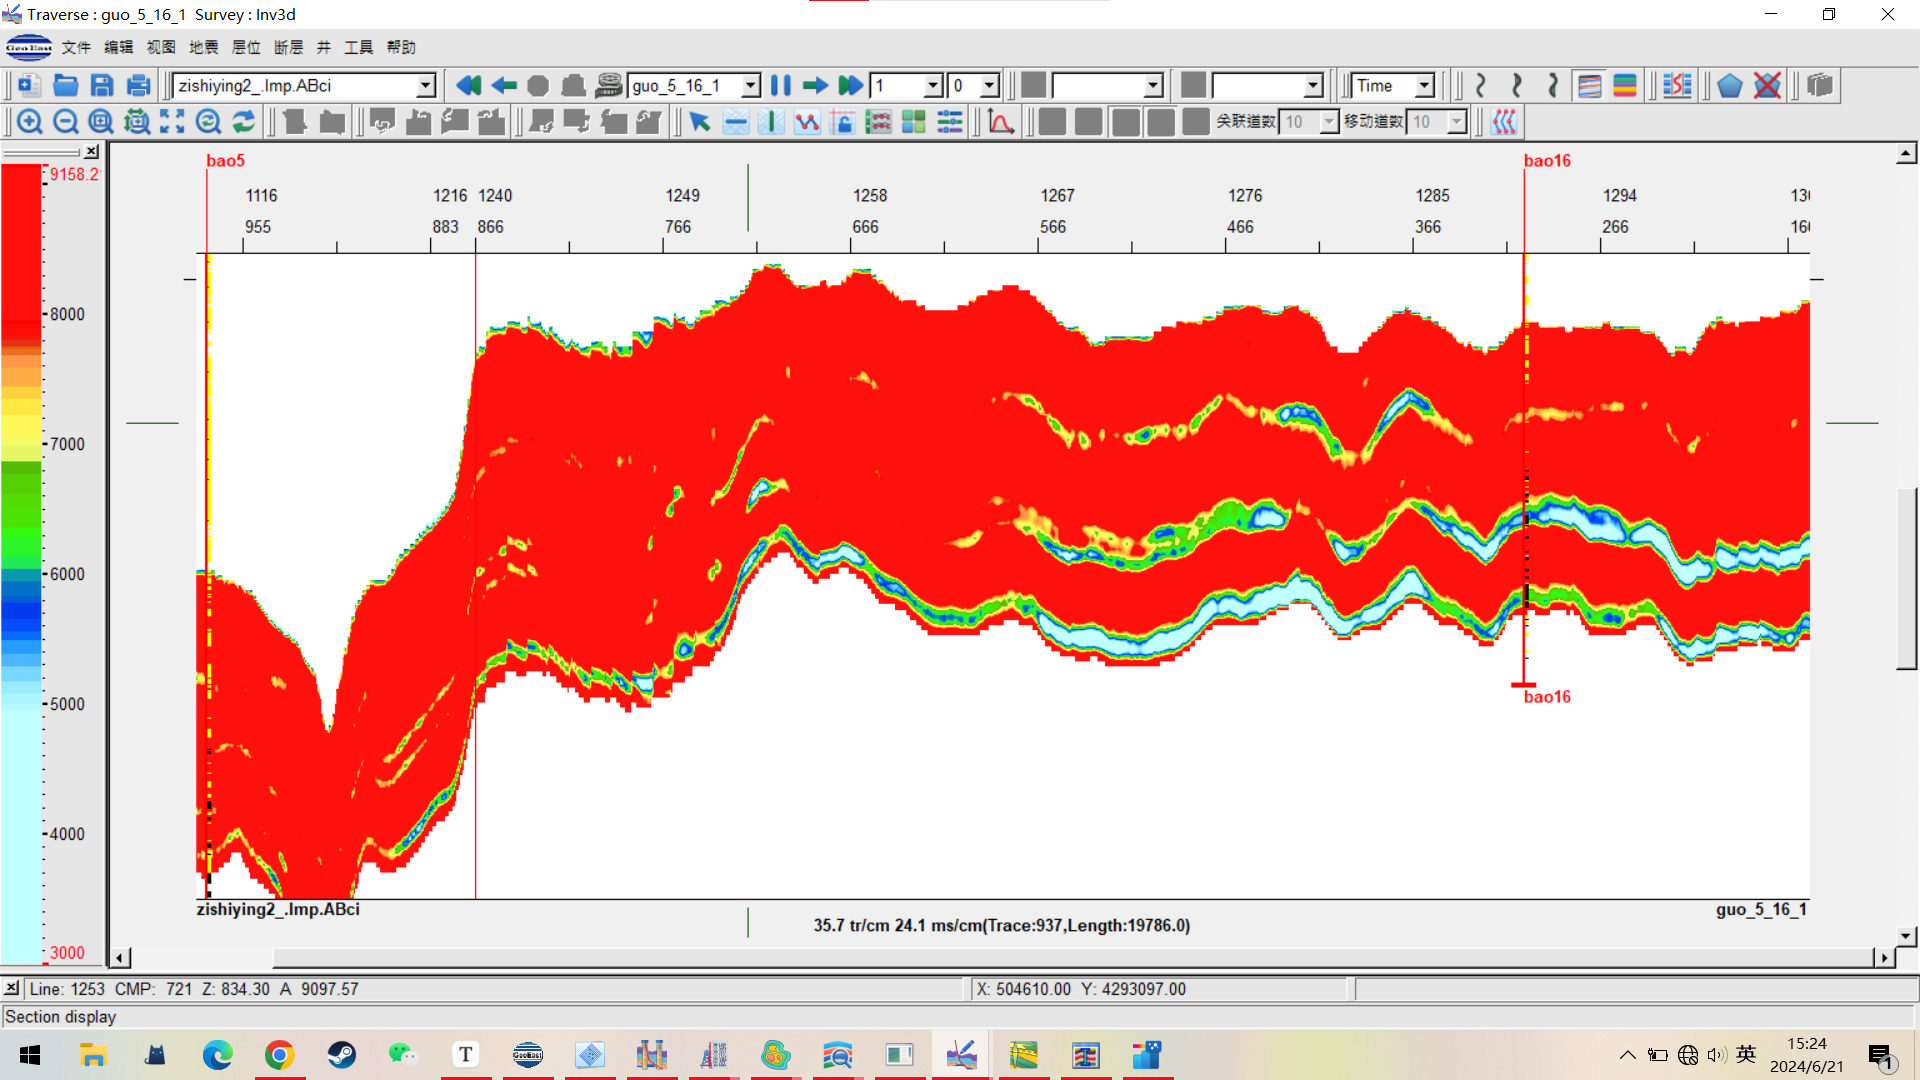 Traverse : guo_5_16_1 Survey : Inv3d
GeoEast 文件 编辑 视图 地震 层位 断层 井 工具 帮助
zishiying2_.Imp.ABci guo_5_16_1 1 0 Time
关联道数 10 移动道数 10
bao5 bao16
1116 1216 1240 1249 1258 1267 1276 1285 1294
955 883 866 766 666 566 466 366 266
9158.2
8000
7000
6000
5000
4000
3000
bao16
zishiying2_.Imp.ABci guo_5_16_1
35.7 tr/cm 24.1 ms/cm(Trace:937,Length:19786.0)
Line: 1253 CMP: 721 Z: 834.30 A 9097.57 X: 504610.00 Y: 4293097.00
Section display
T GeoEast 英 15:24
2024/6/21 1